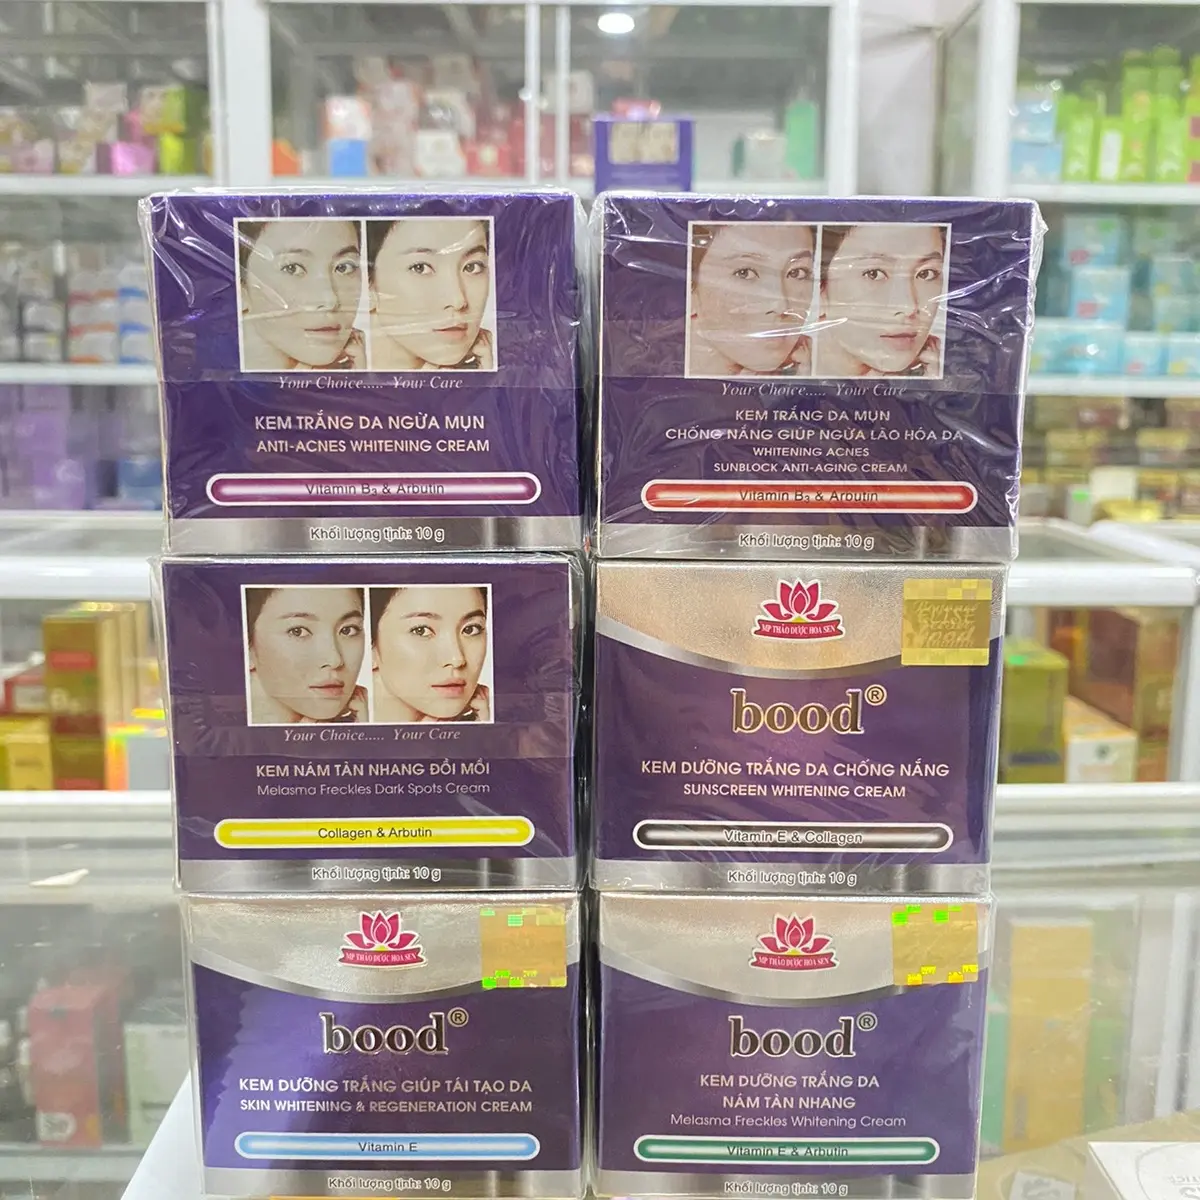 Your Choice..... Your Care
KEM TRẮNG DA NGỪA MỤN
ANTI-ACNES WHITENING CREAM
Vitamin B3 & Arbutin
Khối lượng tịnh: 10 g
Your Choice..... Your Care
KEM TRẮNG DA MỤN
CHỐNG NẮNG GIÚP NGỪA LÃO HÓA DA
WHITENING ACNES
SUNBLOCK ANTI-AGING CREAM
Vitamin B3 & Arbutin
Khối lượng tịnh: 10 g
Your Choice..... Your Care
KEM NÁM TÀN NHANG ĐỒI MỒI
Melasma Freckles Dark Spots Cream
Collagen & Arbutin
Khối lượng tịnh: 10 g
MP THẢO DƯỢC HOA SEN
bood®
KEM DƯỠNG TRẮNG DA CHỐNG NẮNG
SUNSCREEN WHITENING CREAM
Vitamin E & Collagen
Khối lượng tịnh: 10 g
MP THẢO DƯỢC HOA SEN
bood®
KEM DƯỠNG TRẮNG GIÚP TÁI TẠO DA
SKIN WHITENING & REGENERATION CREAM
Vitamin E
Khối lượng tịnh: 10 g
MP THẢO DƯỢC HOA SEN
bood®
KEM DƯỠNG TRẮNG DA
NÁM TÀN NHANG
Melasma Freckles Whitening Cream
Vitamin E & Arbutin
Khối lượng tịnh: 10 g